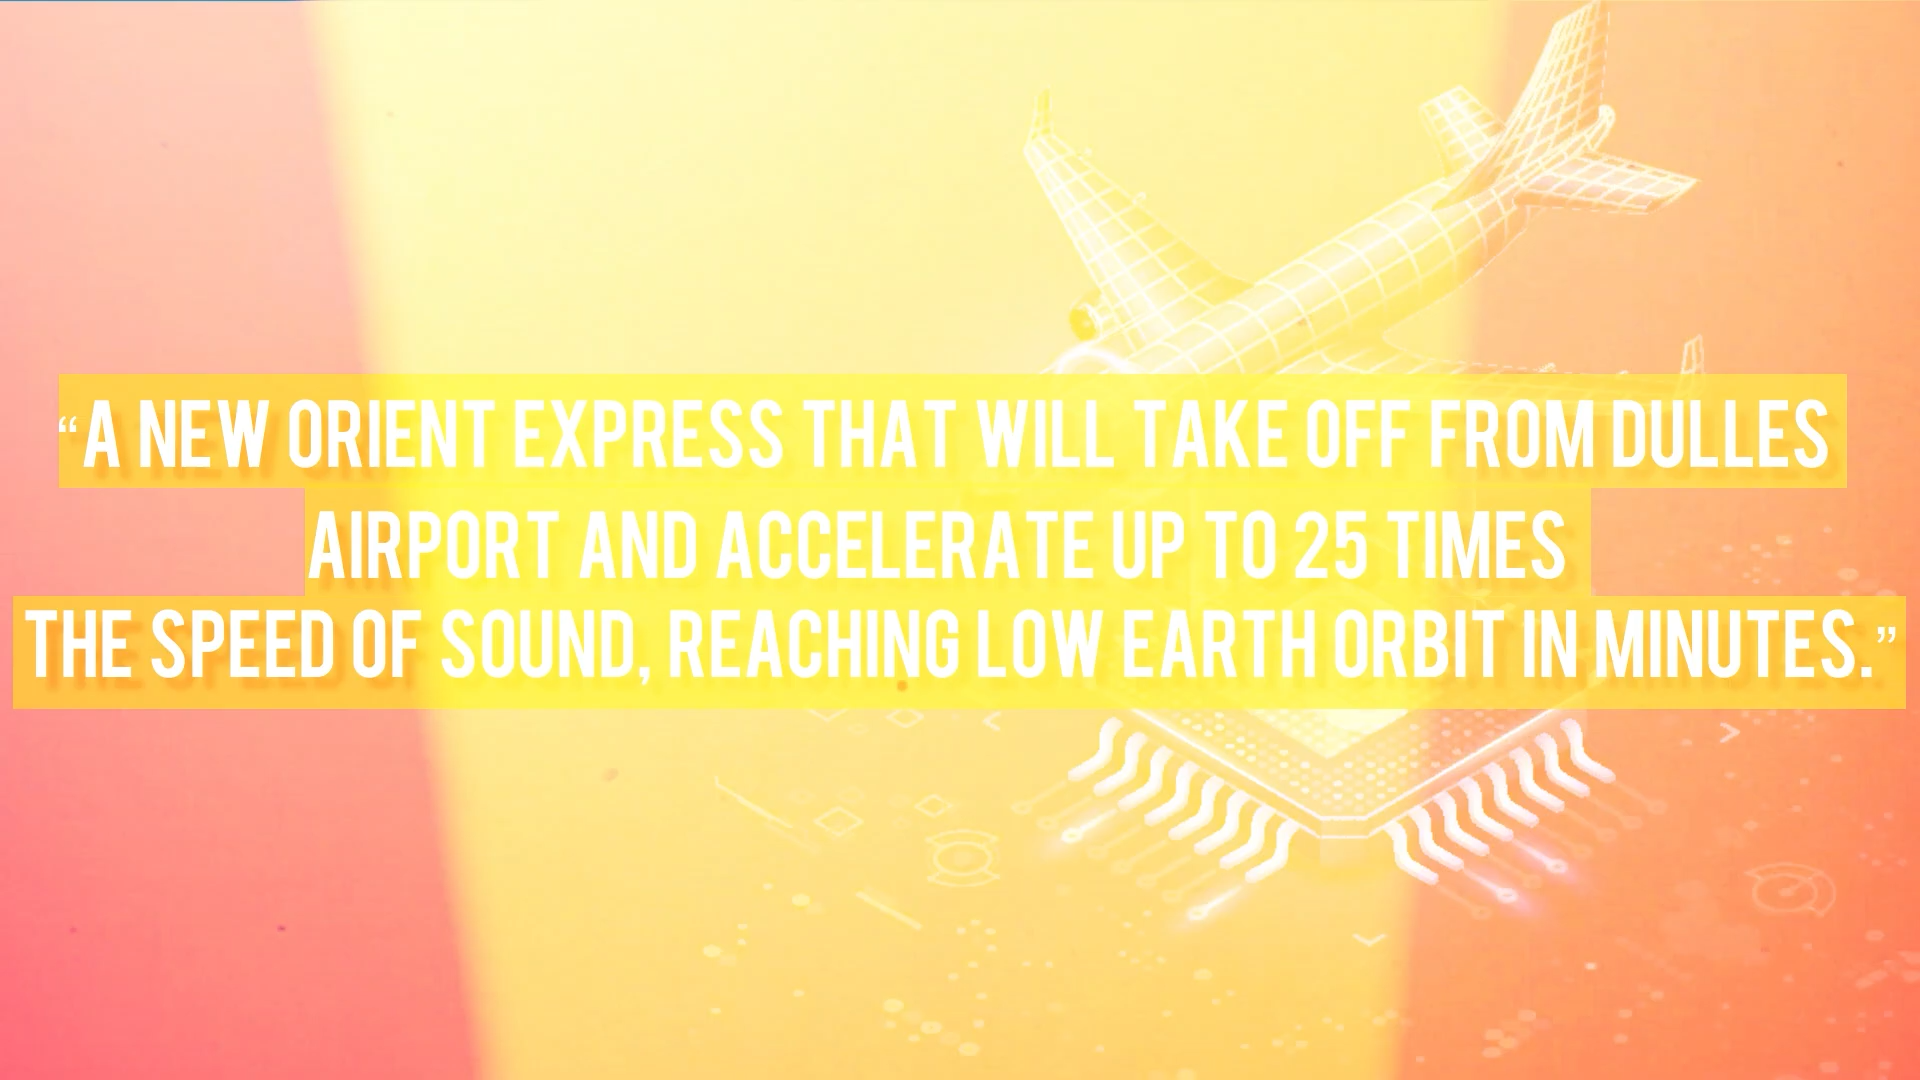 “A NEW ORIENT EXPRESS THAT WILL TAKE OFF FROM DULLES
AIRPORT AND ACCELERATE UP TO 25 TIMES
THE SPEED OF SOUND, REACHING LOW EARTH ORBIT IN MINUTES.”